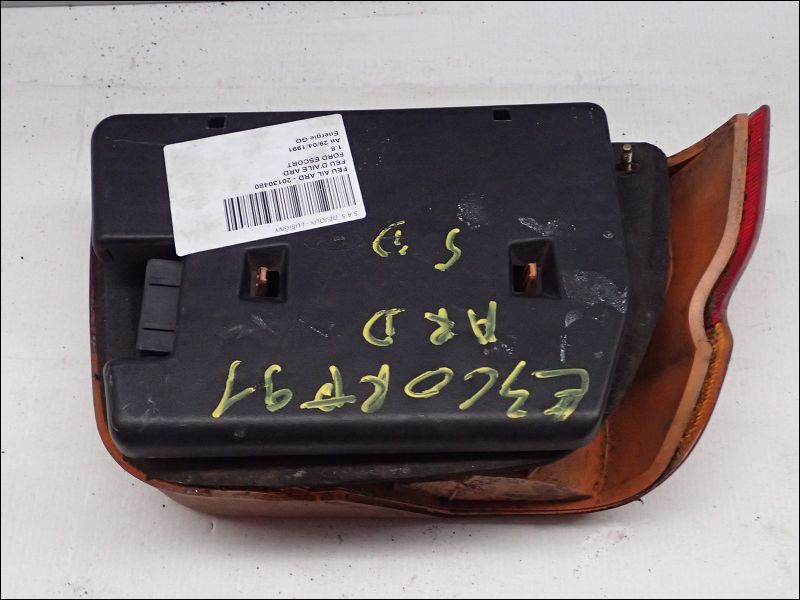 S.A.S. DEJOUX - LUSIGNY
FEU AIL ARD - 20130480
FEU D'AILE ARD
FORD ESCORT
1.8
An 29/04/1991
Energie GO
ESCORT 91
ARD
5